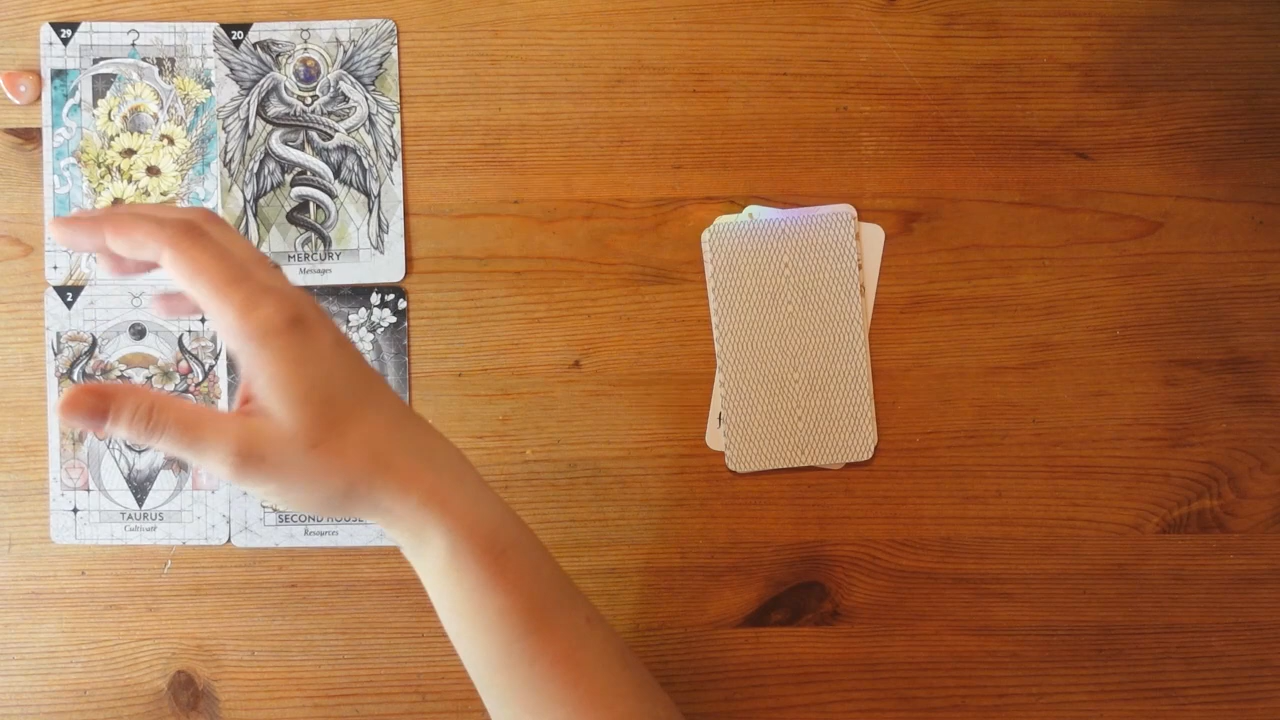 29
20
MERCURY
Messages
2
TAURUS
Cultivate
SECOND HOUSE
Resources